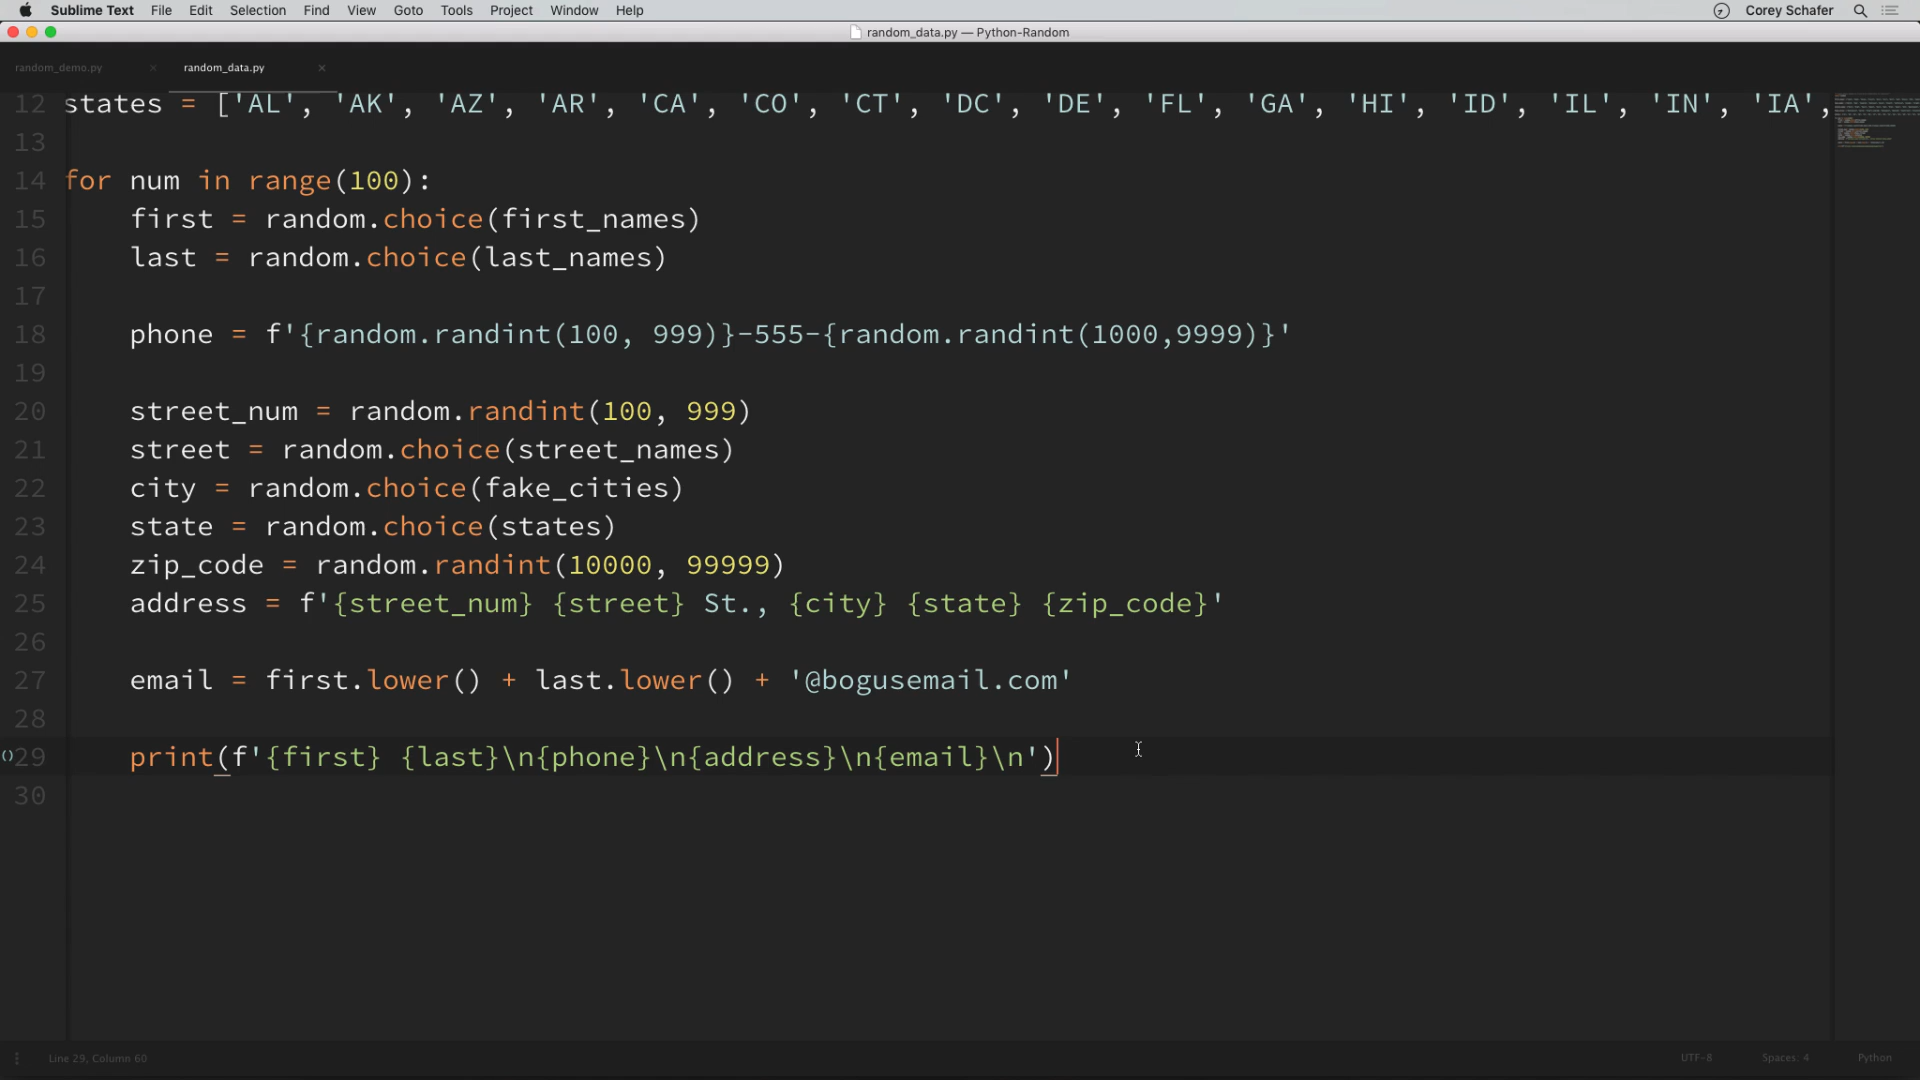 Sublime Text File Edit Selection Find View Goto Tools Project Window Help Corey Schafer
random_data.py — Python-Random
random_demo.py × random_data.py ×
12 states = ['AL', 'AK', 'AZ', 'AR', 'CA', 'CO', 'CT', 'DC', 'DE', 'FL', 'GA', 'HI', 'ID', 'IL', 'IN', 'IA',
13
14 for num in range(100):
15     first = random.choice(first_names)
16     last = random.choice(last_names)
17
18     phone = f'{random.randint(100, 999)}-555-{random.randint(1000,9999)}'
19
20     street_num = random.randint(100, 999)
21     street = random.choice(street_names)
22     city = random.choice(fake_cities)
23     state = random.choice(states)
24     zip_code = random.randint(10000, 99999)
25     address = f'{street_num} {street} St., {city} {state} {zip_code}'
26
27     email = first.lower() + last.lower() + '@bogusemail.com'
28
()29     print(f'{first} {last}\n{phone}\n{address}\n{email}\n')
30
Line 29, Column 60 UTF-8 Spaces: 4 Python